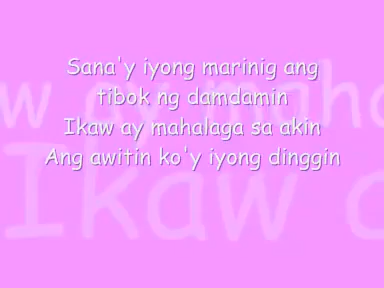 Sana'y iyong marinig ang
tibok ng damdamin
Ikaw ay mahalaga sa akin
Ang awitin ko'y iyong dinggin